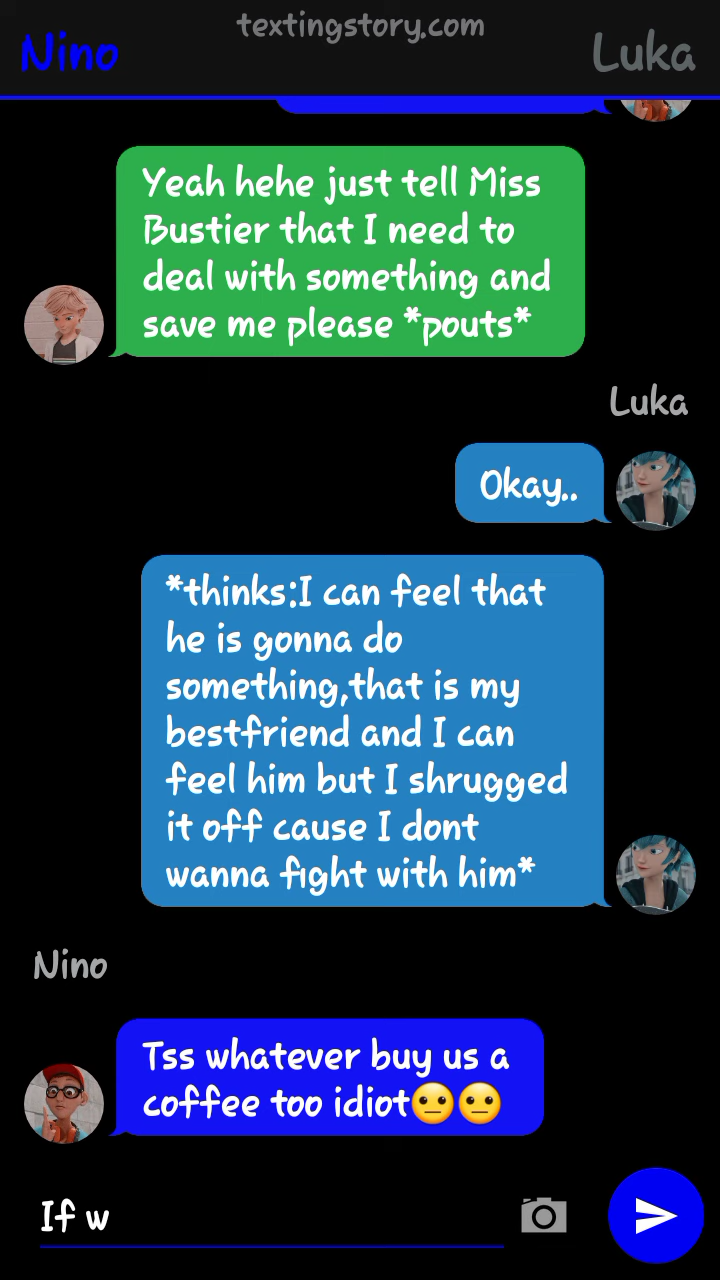 textingstory.com
Nino
Luka
Yeah hehe just tell Miss
Bustier that I need to
deal with something and
save me please *pouts*
Luka
Okay..
*thinks:I can feel that
he is gonna do
something,that is my
bestfriend and I can
feel him but I shrugged
it off cause I dont
wanna fight with him*
Nino
Tss whatever buy us a
coffee too idiot😐😐
If w